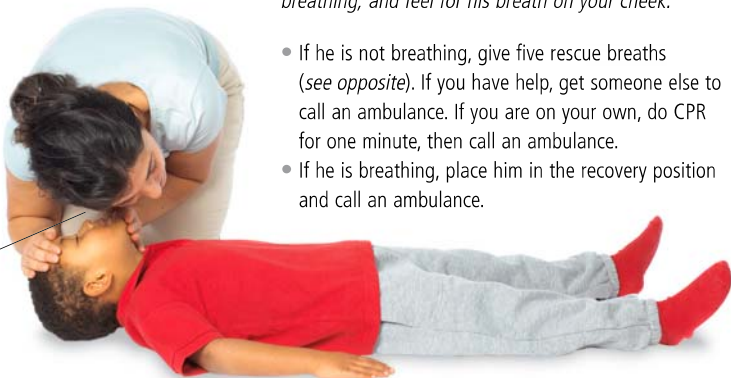 breathing, and feel for his breath on your cheek.
• If he is not breathing, give five rescue breaths
(see opposite). If you have help, get someone else to
call an ambulance. If you are on your own, do CPR
for one minute, then call an ambulance.
• If he is breathing, place him in the recovery position
and call an ambulance.